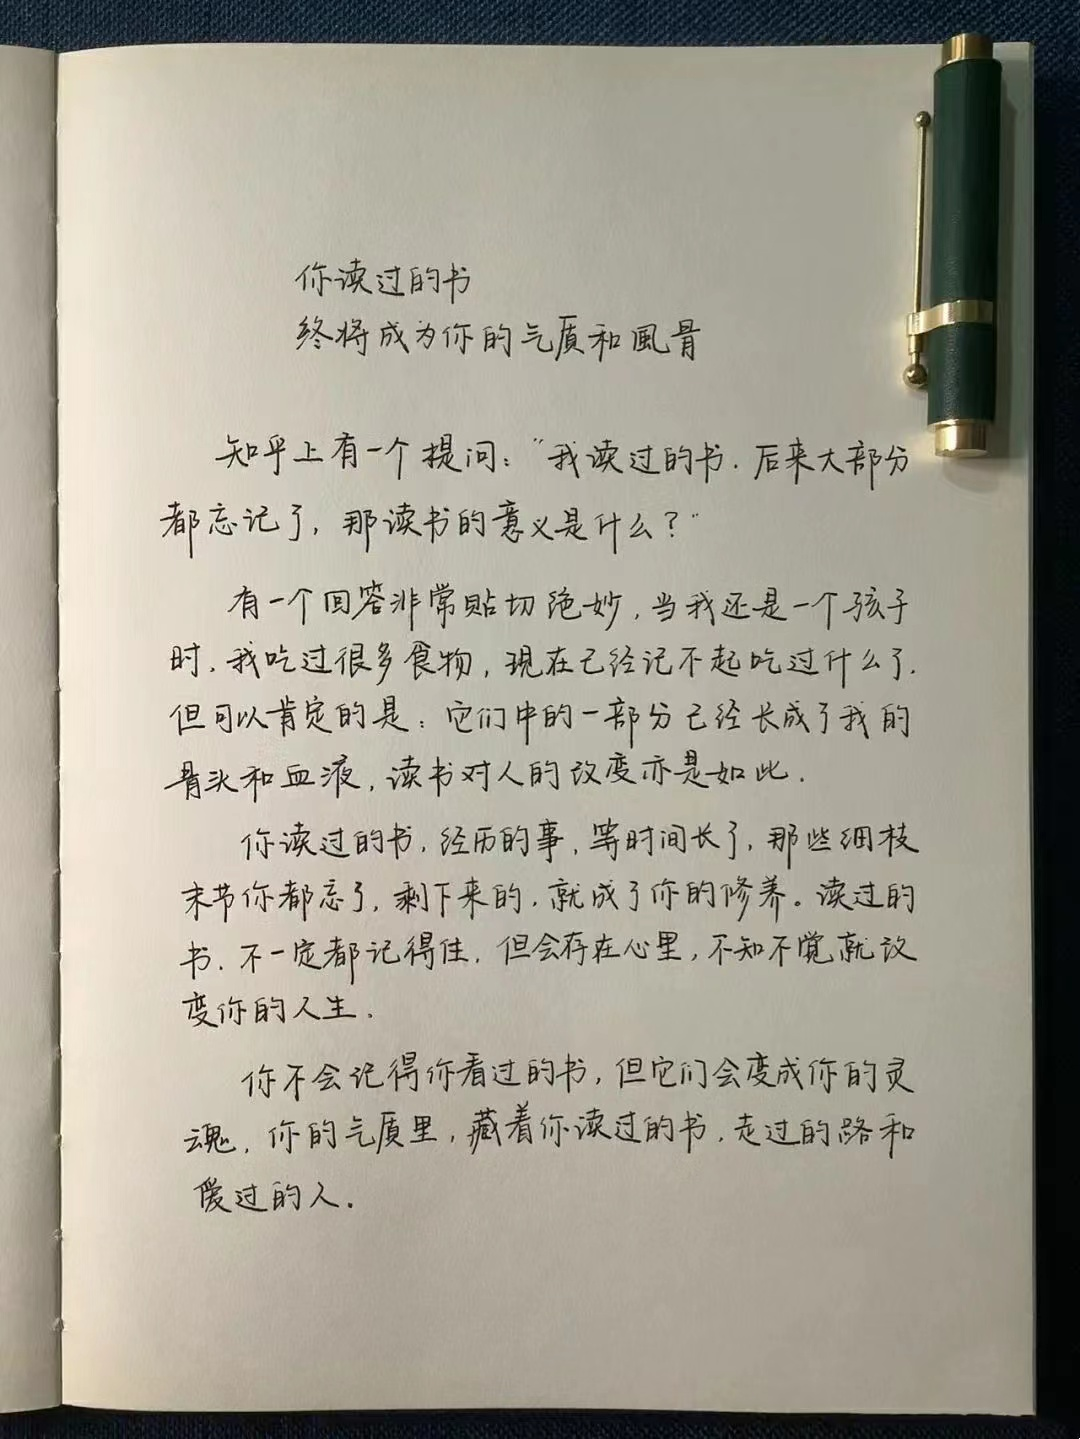 你读过的书
终将成为你的气质和風骨
知乎上有一个提问：“我读过的书．后来大部分
都忘记了，那读书的意义是什么？”
有一个回答非常贴切绝妙，当我还是一个孩子
时，我吃过很多食物，现在已经记不起吃过什么了．
但可以肯定的是：它们中的一部分已经长成了我的
骨头和血液，读书对人的改变亦是如此．
你读过的书，经历的事，等时间长了，那些细枝
末节你都忘了，剩下来的，就成了你的修养。读过的
书，不一定都记得住，但会存在心里，不知不觉就改
变你的人生．
你不会记得你看过的书，但它们会变成你的灵
魂，你的气质里，藏着你读过的书，走过的路和
爱过的人．